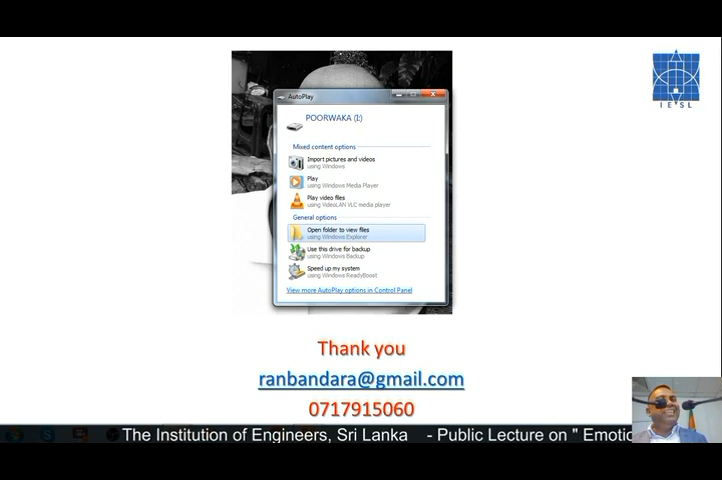 AutoPlay
POORWAKA (I:)
Mixed content options
Import pictures and videos
using Windows
Play
using Windows Media Player
Play video files
using VideoLAN VLC media player
General options
Open folder to view files
using Windows Explorer
Use this drive for backup
using Windows Backup
Speed up my system
using Windows ReadyBoost
View more AutoPlay options in Control Panel
IESL
Thank you
ranbandara@gmail.com
0717915060
The Institution of Engineers, Sri Lanka - Public Lecture on " Emotio